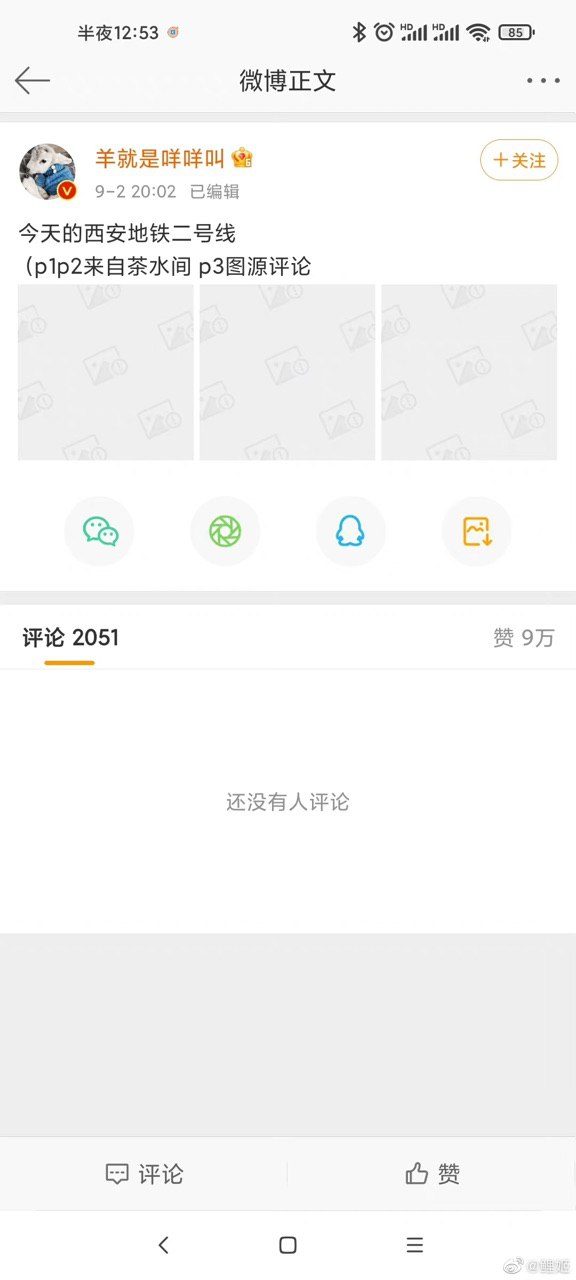 半夜12:53
HD HD 85
微博正文
羊就是咩咩叫
+关注
9-2 20:02 已编辑
今天的西安地铁二号线
（p1p2来自茶水间 p3图源评论
评论 2051
赞 9万
还没有人评论
评论
赞